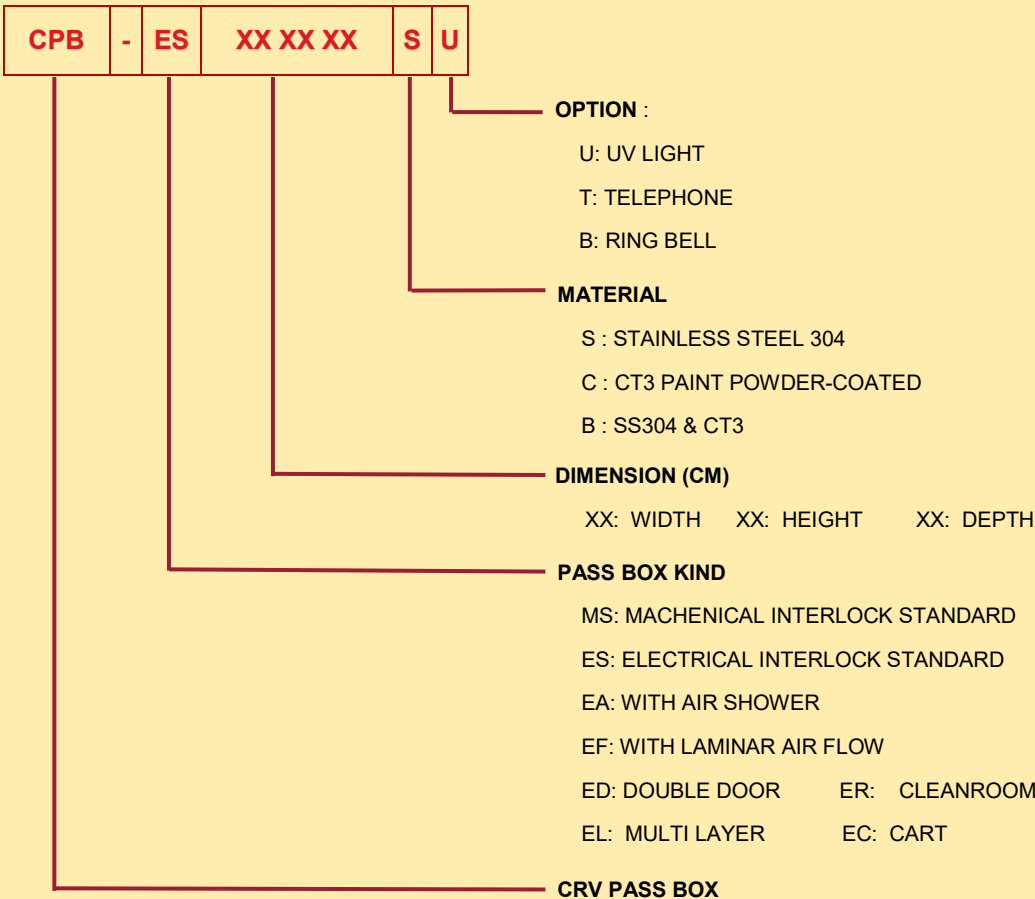 CPB - ES XX XX XX S U
OPTION :
U: UV LIGHT
T: TELEPHONE
B: RING BELL
MATERIAL
S : STAINLESS STEEL 304
C : CT3 PAINT POWDER-COATED
B : SS304 & CT3
DIMENSION (CM)
XX: WIDTH XX: HEIGHT XX: DEPTH
PASS BOX KIND
MS: MACHENICAL INTERLOCK STANDARD
ES: ELECTRICAL INTERLOCK STANDARD
EA: WITH AIR SHOWER
EF: WITH LAMINAR AIR FLOW
ED: DOUBLE DOOR ER: CLEANROOM
EL: MULTI LAYER EC: CART
CRV PASS BOX